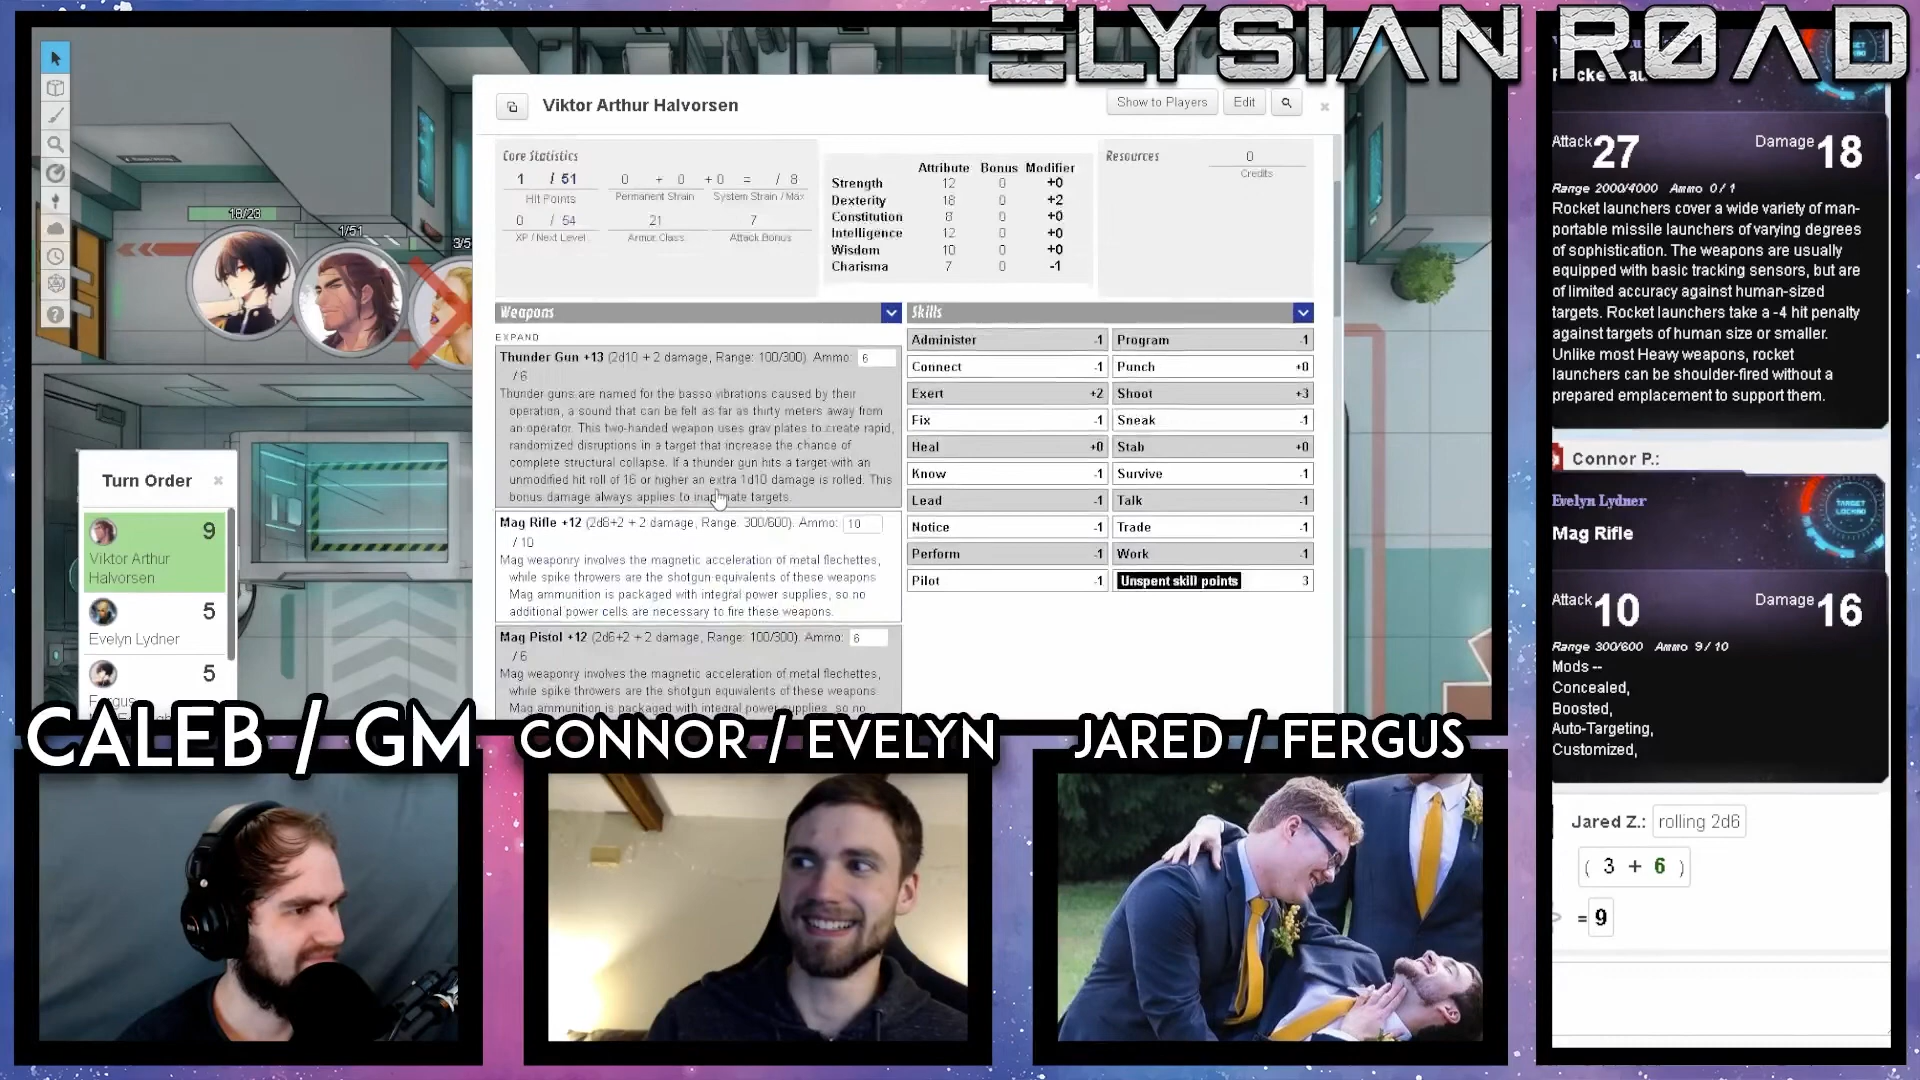 ELYSIAN RØAD
Viktor Arthur Halvorsen
Show to Players
Edit
Core Statistics
1 / 51
Hit Points
0 + 0 +0 = / 8
Permanent Strain
System Strain / Max
0 / 54
XP / Next Level
21
Armor Class
7
Attack Bonus
Attribute Bonus Modifier
Strength 12 0 +0
Dexterity 18 0 +2
Constitution 8 0 +0
Intelligence 12 0 +0
Wisdom 10 0 +0
Charisma 7 0 -1
Resources
0
Credits
Weapons
EXPAND
Thunder Gun +13 (2d10 + 2 damage, Range: 100/300). Ammo: 6
/ 6
Thunder guns are named for the basso vibrations caused by their
operation, a sound that can be felt as far as thirty meters away from
an operator. This two-handed weapon uses grav plates to create rapid,
randomized disruptions in a target that increase the chance of
complete structural collapse. If a thunder gun hits a target with an
unmodified hit roll of 16 or higher an extra 1d10 damage is rolled. This
bonus damage always applies to inanimate targets.
Mag Rifle +12 (2d8+2 + 2 damage, Range: 300/600). Ammo: 10
/ 10
Mag weaponry involves the magnetic acceleration of metal flechettes,
while spike throwers are the shotgun equivalents of these weapons
Mag ammunition is packaged with integral power supplies, so no
additional power cells are necessary to fire these weapons.
Mag Pistol +12 (2d6+2 + 2 damage, Range: 100/300). Ammo: 6
/ 6
Mag weaponry involves the magnetic acceleration of metal flechettes,
while spike throwers are the shotgun equivalents of these weapons
Mag ammunition is packaged with integral power supplies, so no
Skills
Administer -1 Program -1
Connect -1 Punch +0
Exert +2 Shoot +3
Fix -1 Sneak -1
Heal +0 Stab +0
Know -1 Survive -1
Lead -1 Talk -1
Notice -1 Trade -1
Perform -1 Work -1
Pilot -1 Unspent skill points 3
18/23
1/51
3/5
Turn Order
Viktor Arthur
Halvorsen
9
Evelyn Lydner
5
Fergus
5
Attack 27
Damage 18
Range 2000/4000 Ammo 0 / 1
Rocket launchers cover a wide variety of man-
portable missile launchers of varying degrees
of sophistication. The weapons are usually
equipped with basic tracking sensors, but are
of limited accuracy against human-sized
targets. Rocket launchers take a -4 hit penalty
against targets of human size or smaller.
Unlike most Heavy weapons, rocket
launchers can be shoulder-fired without a
prepared emplacement to support them.
Connor P.:
Evelyn Lydner
Mag Rifle
TARGET
LOCKED
Attack 10
Damage 16
Range 300/600 Ammo 9 / 10
Mods --
Concealed,
Boosted,
Auto-Targeting,
Customized,
Jared Z.: rolling 2d6
( 3 + 6 )
= 9
CALEB / GM
CONNOR / EVELYN
JARED / FERGUS